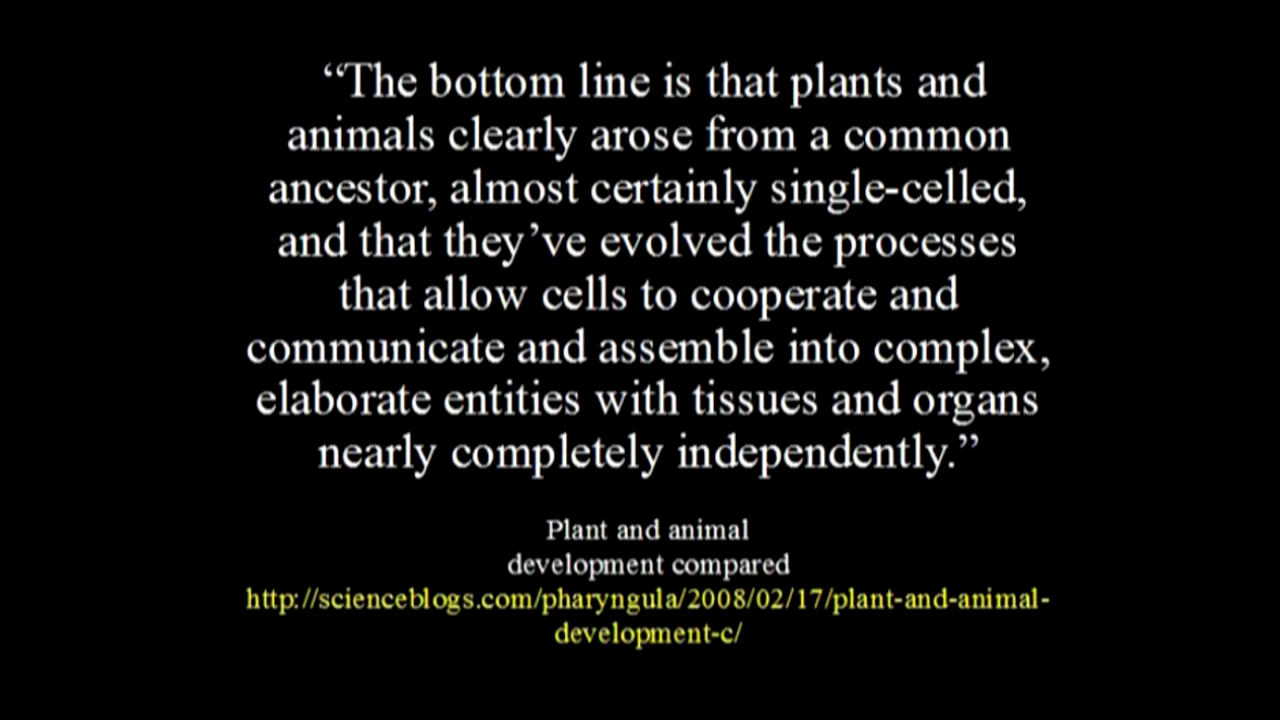 “The bottom line is that plants and
animals clearly arose from a common
ancestor, almost certainly single-celled,
and that they’ve evolved the processes
that allow cells to cooperate and
communicate and assemble into complex,
elaborate entities with tissues and organs
nearly completely independently.”
Plant and animal
development compared
http://scienceblogs.com/pharyngula/2008/02/17/plant-and-animal-
development-c/